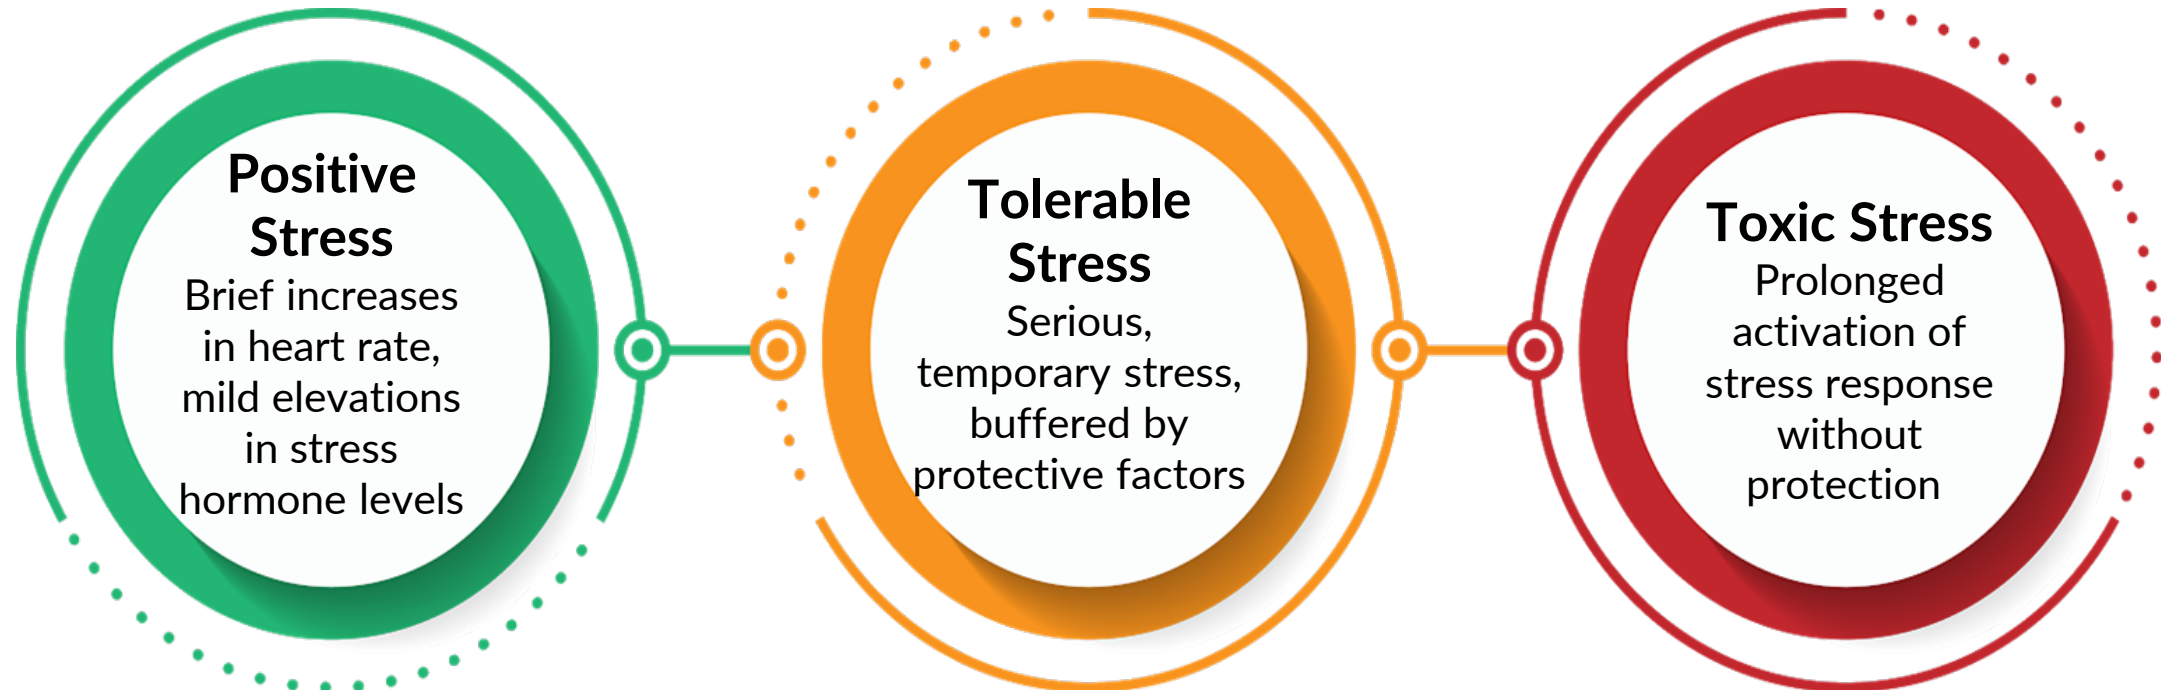 Positive
Stress
Brief increases
in heart rate,
mild elevations
in stress
hormone levels
Tolerable
Stress
Serious,
temporary stress,
buffered by
protective factors
Toxic Stress
Prolonged
activation of
stress response
without
protection